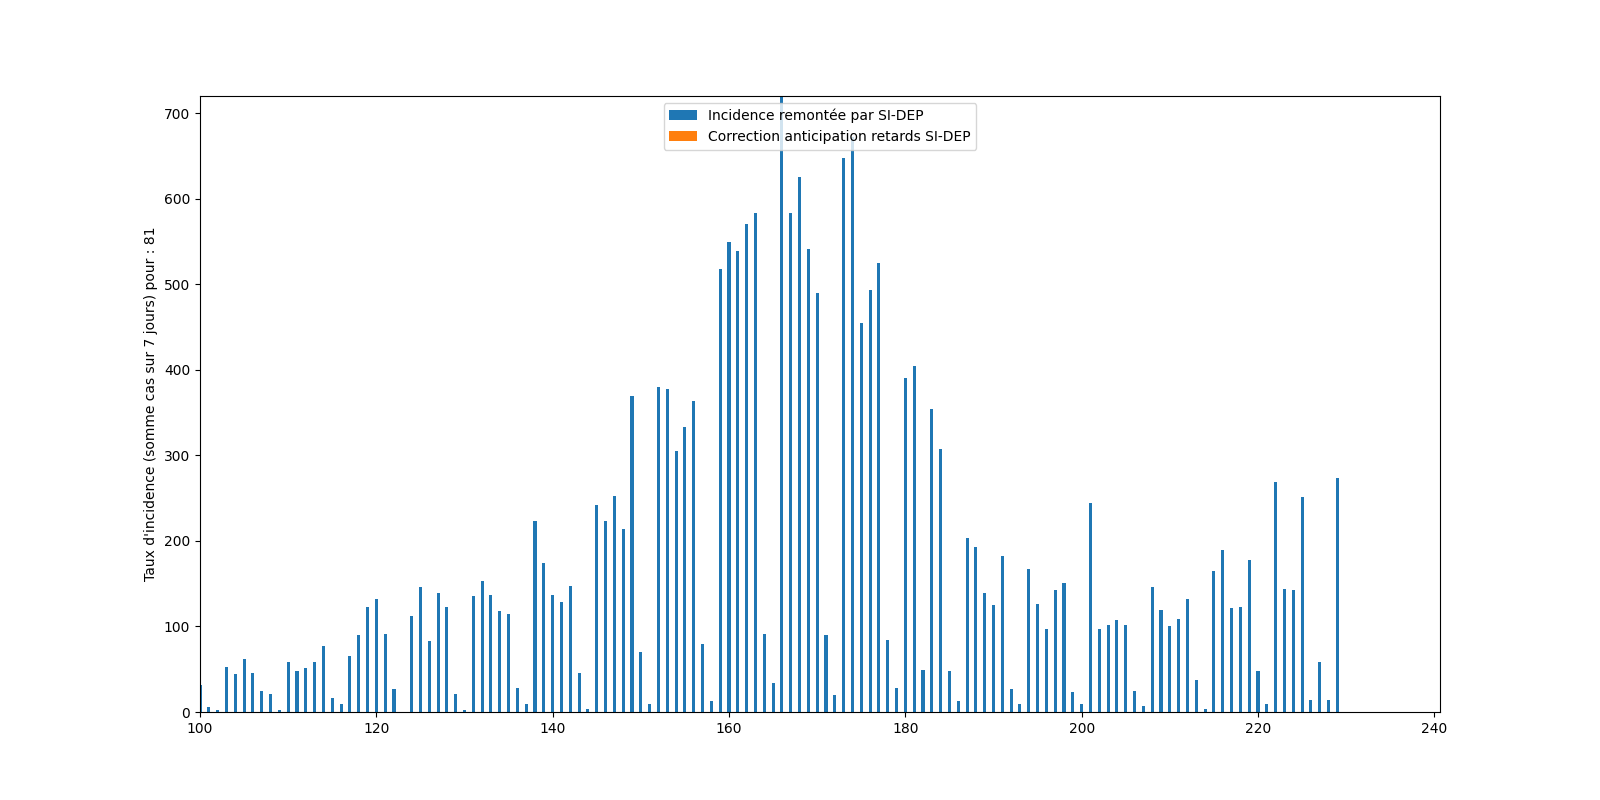 Incidence remontée par SI-DEP
Correction anticipation retards SI-DEP
Taux d'incidence (somme cas sur 7 jours) pour : 81
700
600
500
400
300
200
100
0
100 120 140 160 180 200 220 240